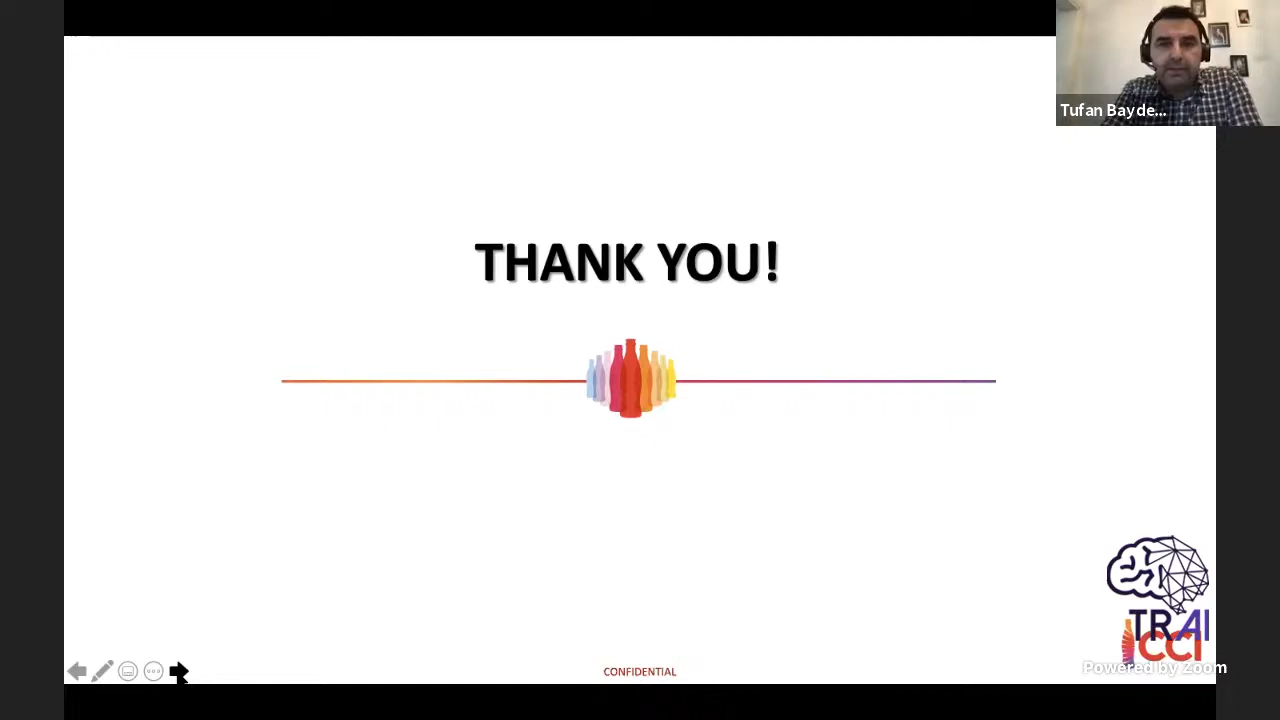 Tufan Bayde...
THANK YOU!
TRAI
CCI
Powered by Zoom
CONFIDENTIAL